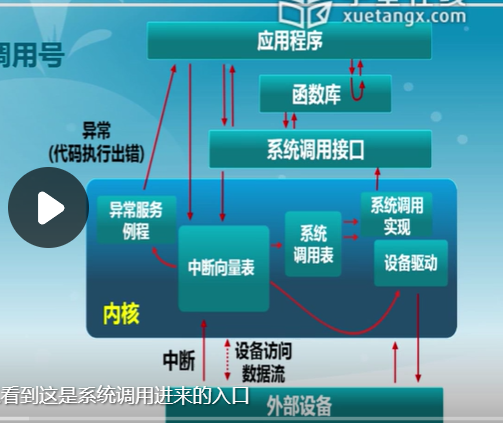 xuetangx.com
调用号
应用程序
函数库
异常
(代码执行出错)
系统调用接口
异常服务
例程
中断向量表
系统
调用表
系统调用
实现
设备驱动
内核
中断
设备访问
数据流
看到这是系统调用进来的入口
外部设备